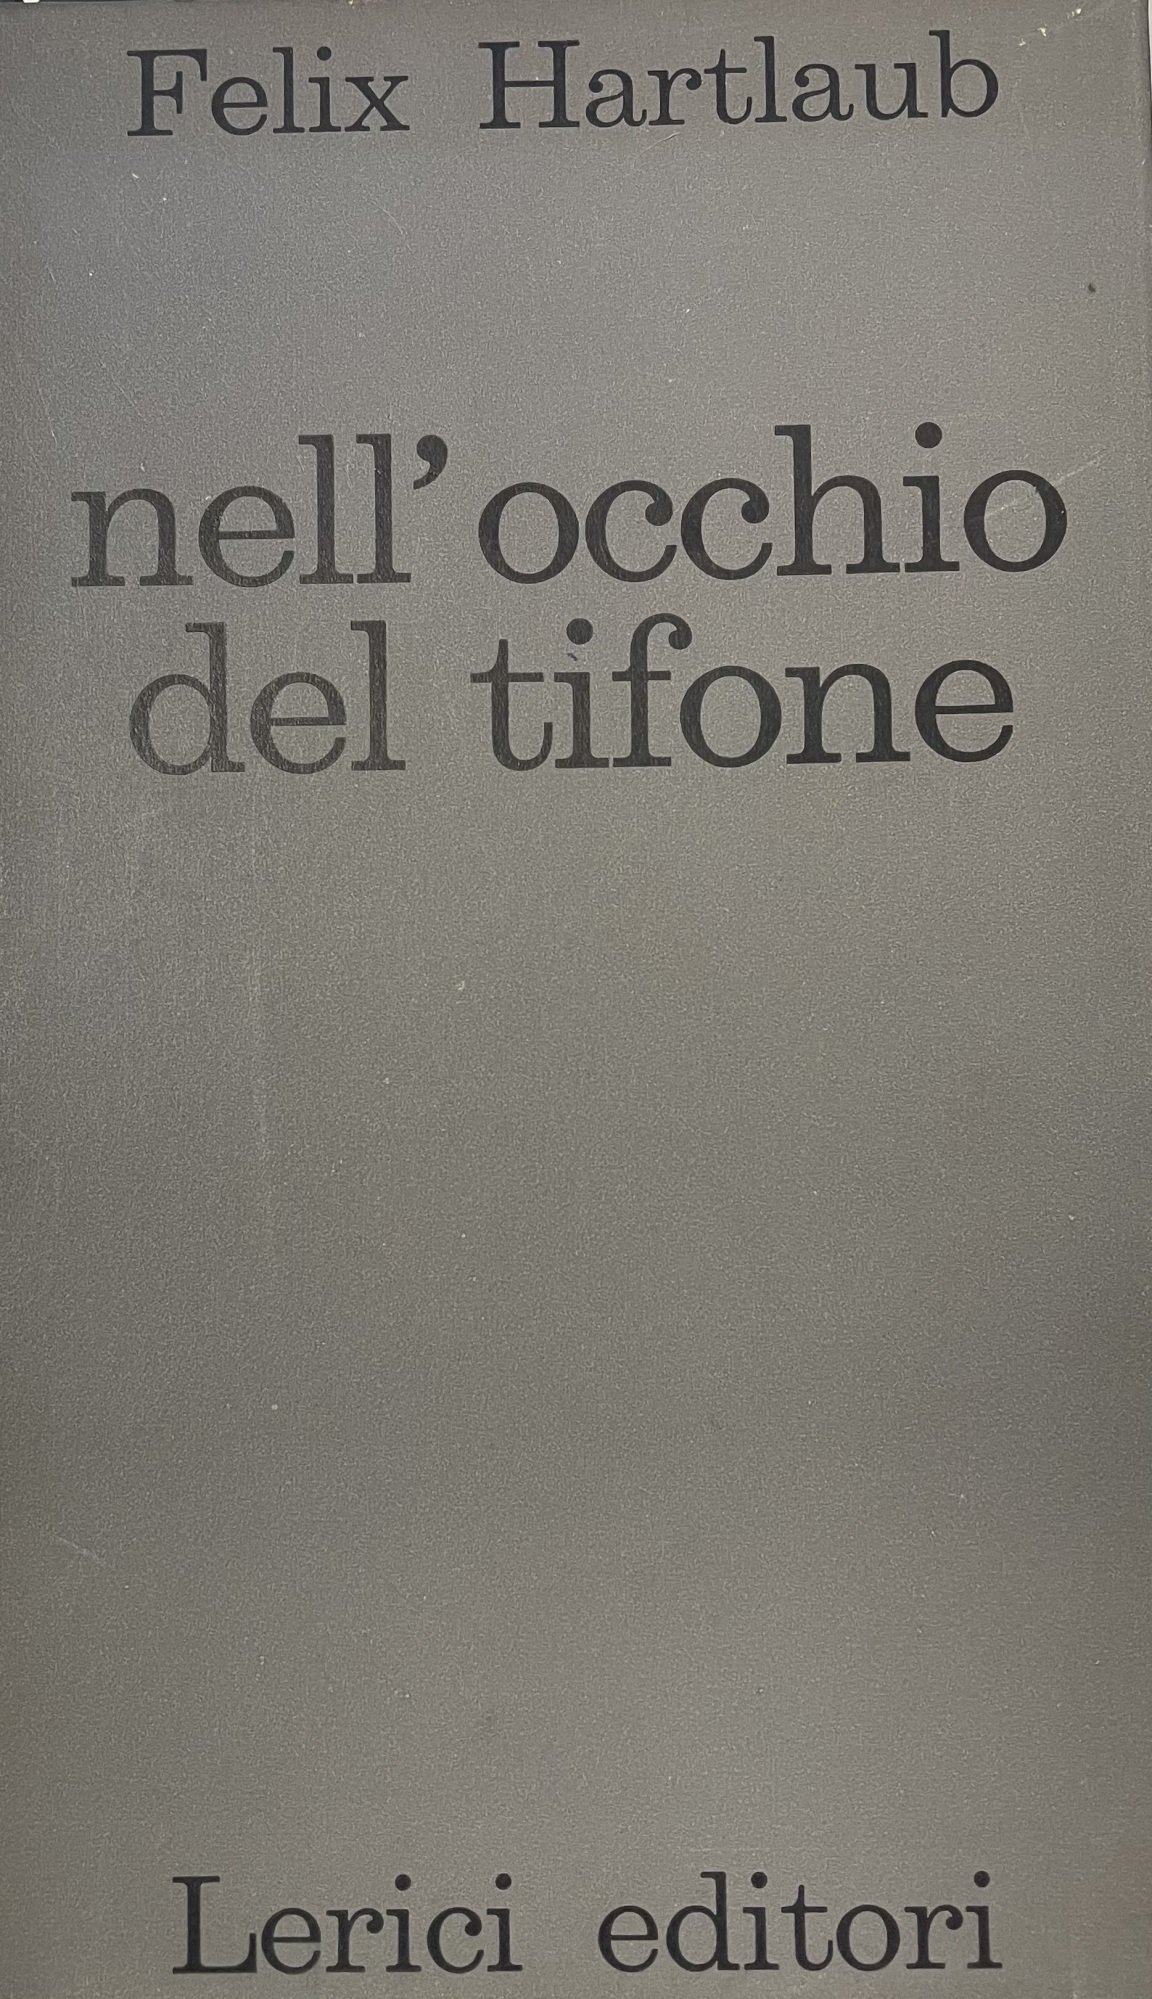 Felix Hartlaub
nell'occhio
del tifone
Lerici editori